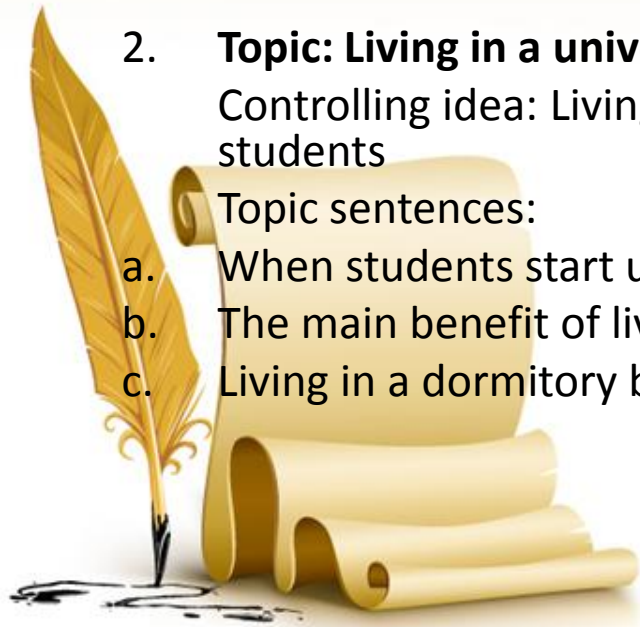 2. Topic: Living in a univ
Controlling idea: Living
students
Topic sentences:
a. When students start u
b. The main benefit of liv
c. Living in a dormitory b